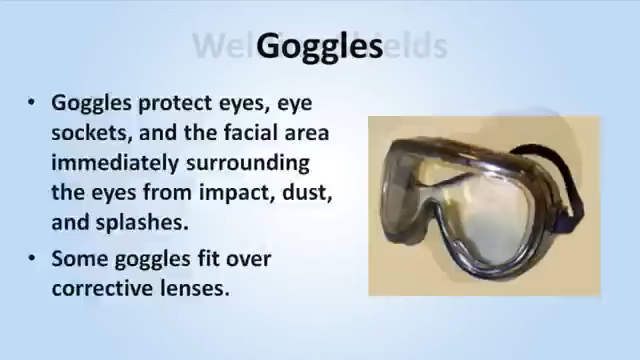 Goggles
• Goggles protect eyes, eye
sockets, and the facial area
immediately surrounding
the eyes from impact, dust,
and splashes.
• Some goggles fit over
corrective lenses.